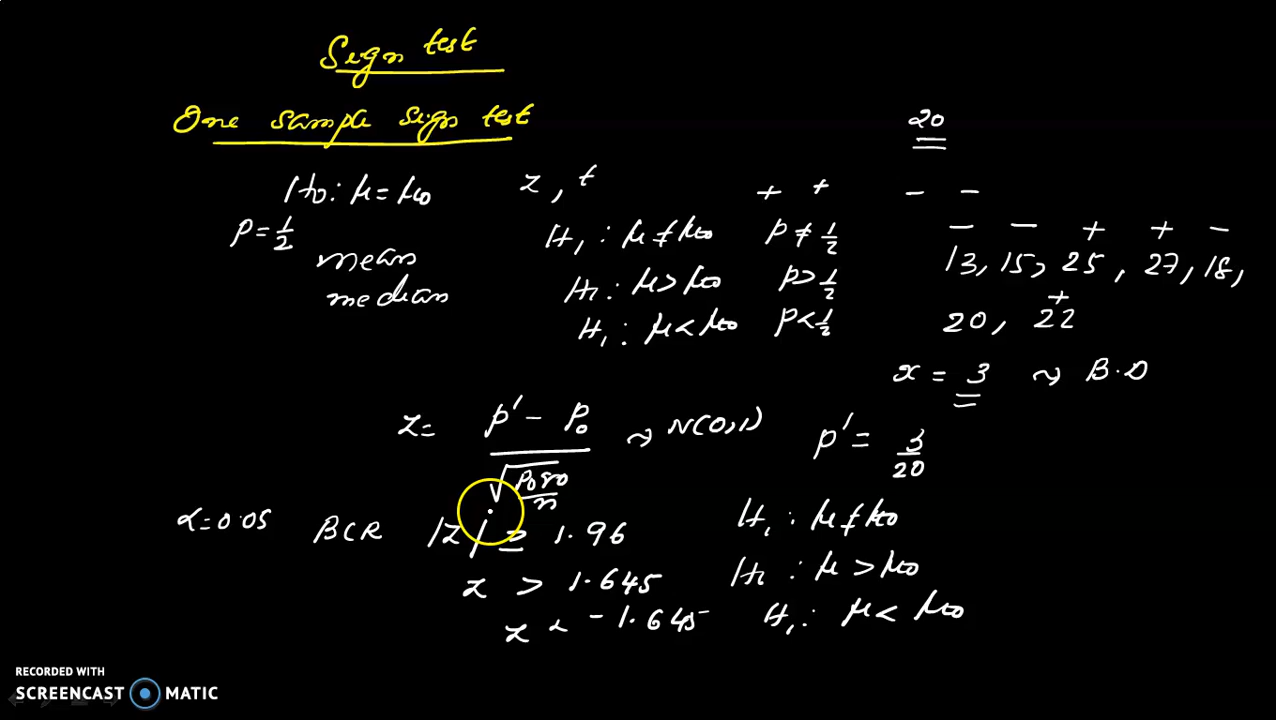 Sign test
One sample sign test
20
H₀: μ = μ₀ z, t + + - -
P = 1/2 H₁: μ ≠ μ₀ p ≠ 1/2 - - + + -
mean 13, 15, 25, 27, 18,
median H₁: μ > μ₀ p > 1/2
H₁: μ < μ₀ p < 1/2 +
20, 22
x = 3 ~ B.D
z = (p' - P₀) / √(P₀q₀/n) ~ N(0,1) p' = 3/20
α = 0.05 BCR |Z| ≥ 1.96 H₁: μ ≠ μ₀
z > 1.645 H₁: μ > μ₀
z < -1.645 H₁: μ < μ₀
RECORDED WITH
SCREENCAST MATIC